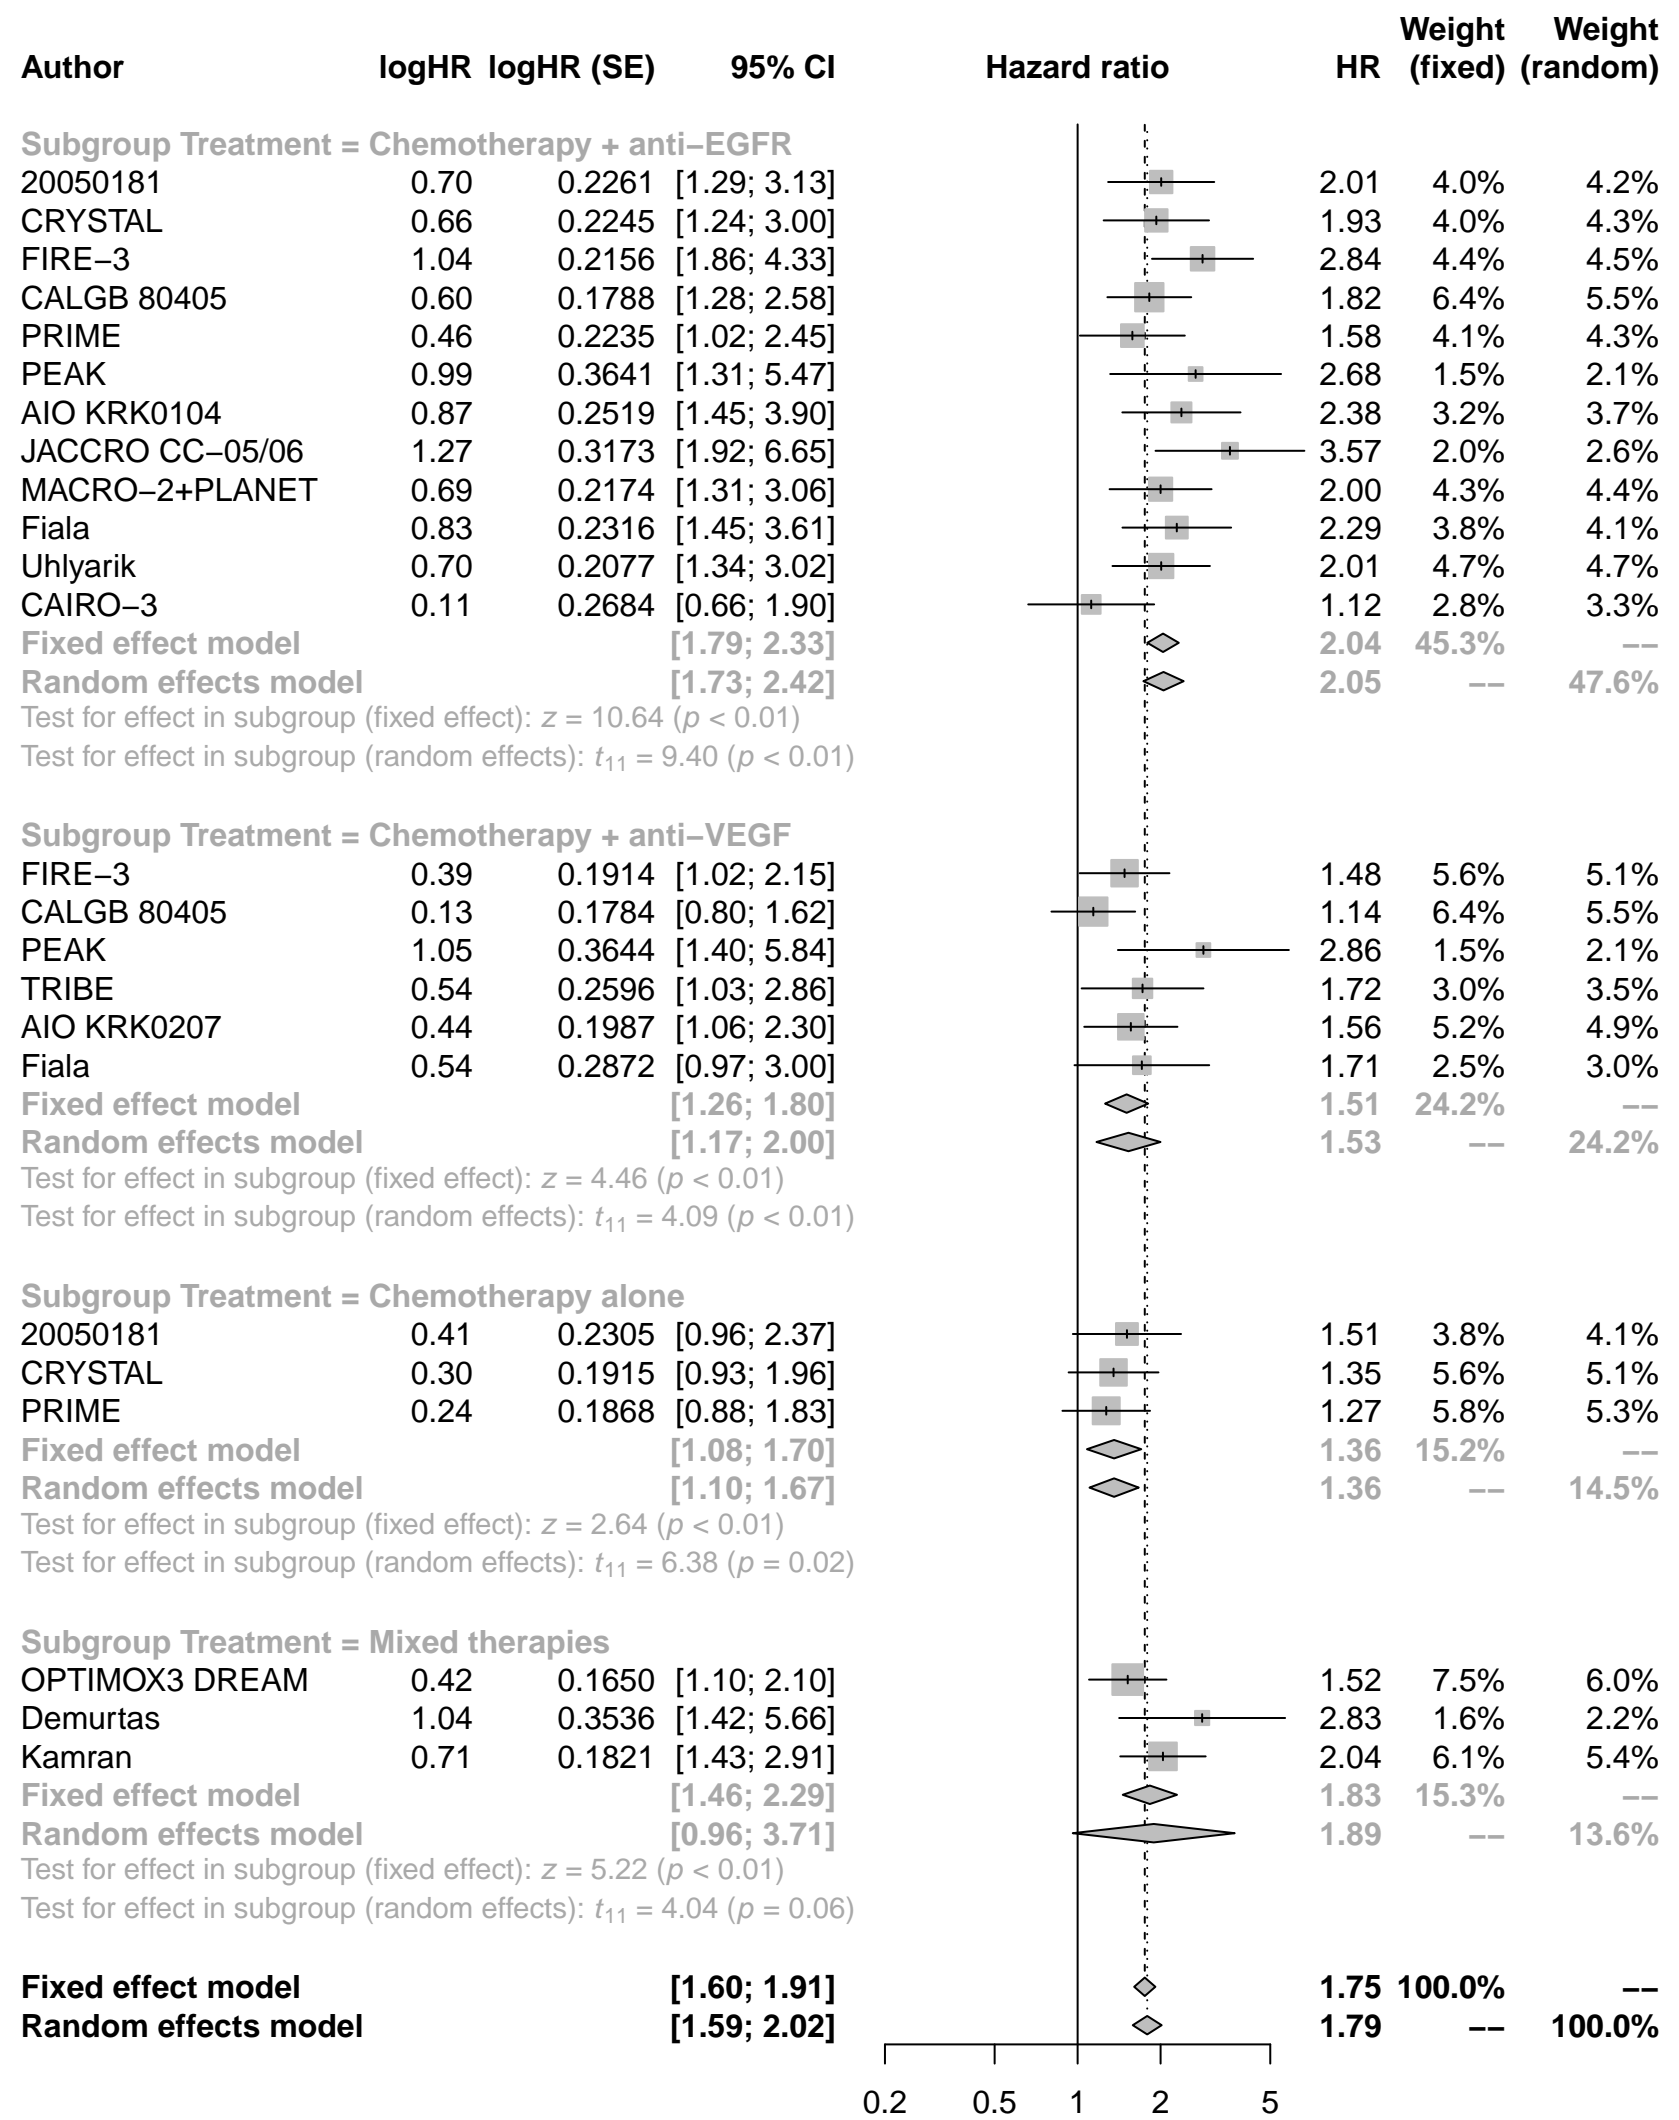 Weight Weight
Author logHR logHR (SE) 95% CI Hazard ratio HR (fixed) (random)
Subgroup Treatment = Chemotherapy + anti−EGFR
20050181 0.70 0.2261 [1.29; 3.13] 2.01 4.0% 4.2%
CRYSTAL 0.66 0.2245 [1.24; 3.00] 1.93 4.0% 4.3%
FIRE−3 1.04 0.2156 [1.86; 4.33] 2.84 4.4% 4.5%
CALGB 80405 0.60 0.1788 [1.28; 2.58] 1.82 6.4% 5.5%
PRIME 0.46 0.2235 [1.02; 2.45] 1.58 4.1% 4.3%
PEAK 0.99 0.3641 [1.31; 5.47] 2.68 1.5% 2.1%
AIO KRK0104 0.87 0.2519 [1.45; 3.90] 2.38 3.2% 3.7%
JACCRO CC−05/06 1.27 0.3173 [1.92; 6.65] 3.57 2.0% 2.6%
MACRO−2+PLANET 0.69 0.2174 [1.31; 3.06] 2.00 4.3% 4.4%
Fiala 0.83 0.2316 [1.45; 3.61] 2.29 3.8% 4.1%
Uhlyarik 0.70 0.2077 [1.34; 3.02] 2.01 4.7% 4.7%
CAIRO−3 0.11 0.2684 [0.66; 1.90] 1.12 2.8% 3.3%
Fixed effect model [1.79; 2.33] 2.04 45.3% −−
Random effects model [1.73; 2.42] 2.05 −− 47.6%
Test for effect in subgroup (fixed effect): z = 10.64 (p < 0.01)
Test for effect in subgroup (random effects): t11 = 9.40 (p < 0.01)
Subgroup Treatment = Chemotherapy + anti−VEGF
FIRE−3 0.39 0.1914 [1.02; 2.15] 1.48 5.6% 5.1%
CALGB 80405 0.13 0.1784 [0.80; 1.62] 1.14 6.4% 5.5%
PEAK 1.05 0.3644 [1.40; 5.84] 2.86 1.5% 2.1%
TRIBE 0.54 0.2596 [1.03; 2.86] 1.72 3.0% 3.5%
AIO KRK0207 0.44 0.1987 [1.06; 2.30] 1.56 5.2% 4.9%
Fiala 0.54 0.2872 [0.97; 3.00] 1.71 2.5% 3.0%
Fixed effect model [1.26; 1.80] 1.51 24.2% −−
Random effects model [1.17; 2.00] 1.53 −− 24.2%
Test for effect in subgroup (fixed effect): z = 4.46 (p < 0.01)
Test for effect in subgroup (random effects): t11 = 4.09 (p < 0.01)
Subgroup Treatment = Chemotherapy alone
20050181 0.41 0.2305 [0.96; 2.37] 1.51 3.8% 4.1%
CRYSTAL 0.30 0.1915 [0.93; 1.96] 1.35 5.6% 5.1%
PRIME 0.24 0.1868 [0.88; 1.83] 1.27 5.8% 5.3%
Fixed effect model [1.08; 1.70] 1.36 15.2% −−
Random effects model [1.10; 1.67] 1.36 −− 14.5%
Test for effect in subgroup (fixed effect): z = 2.64 (p < 0.01)
Test for effect in subgroup (random effects): t11 = 6.38 (p = 0.02)
Subgroup Treatment = Mixed therapies
OPTIMOX3 DREAM 0.42 0.1650 [1.10; 2.10] 1.52 7.5% 6.0%
Demurtas 1.04 0.3536 [1.42; 5.66] 2.83 1.6% 2.2%
Kamran 0.71 0.1821 [1.43; 2.91] 2.04 6.1% 5.4%
Fixed effect model [1.46; 2.29] 1.83 15.3% −−
Random effects model [0.96; 3.71] 1.89 −− 13.6%
Test for effect in subgroup (fixed effect): z = 5.22 (p < 0.01)
Test for effect in subgroup (random effects): t11 = 4.04 (p = 0.06)
Fixed effect model [1.60; 1.91] 1.75 100.0% −−
Random effects model [1.59; 2.02] 1.79 −− 100.0%
0.2 0.5 1 2 5